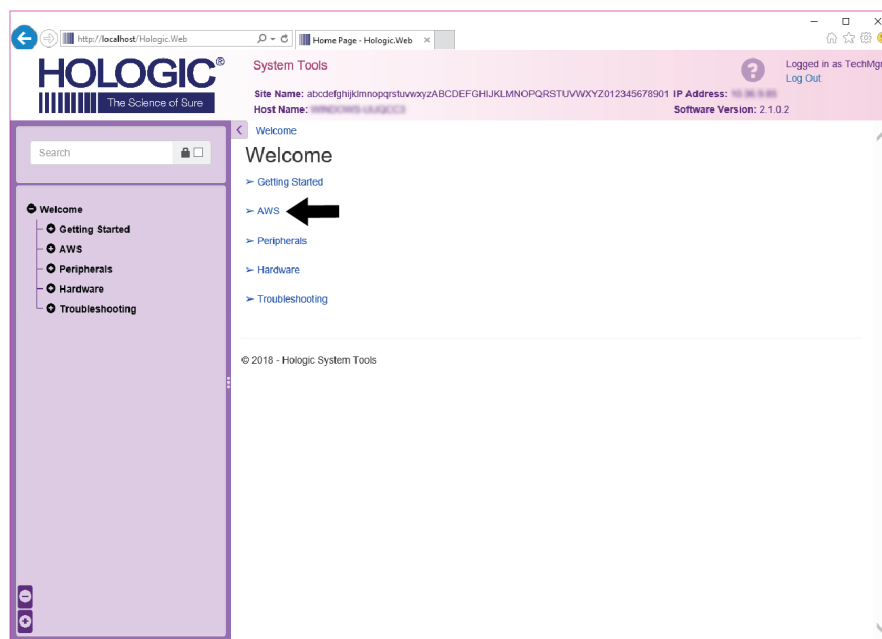 http://localhost/Hologic.Web
Home Page - Hologic.Web
HOLOGIC®
The Science of Sure
System Tools
Logged in as TechMgr
Log Out
Site Name: abcdefghijklmnopqrstuvwxyzABCDEFGHIJKLMNOPQRSTUVWXYZ012345678901 IP Address:
Host Name:
Software Version: 2.1.0.2
Search
Welcome
Getting Started
AWS
Peripherals
Hardware
Troubleshooting
Welcome
Welcome
➢ Getting Started
➢ AWS
➢ Peripherals
➢ Hardware
➢ Troubleshooting
© 2018 - Hologic System Tools